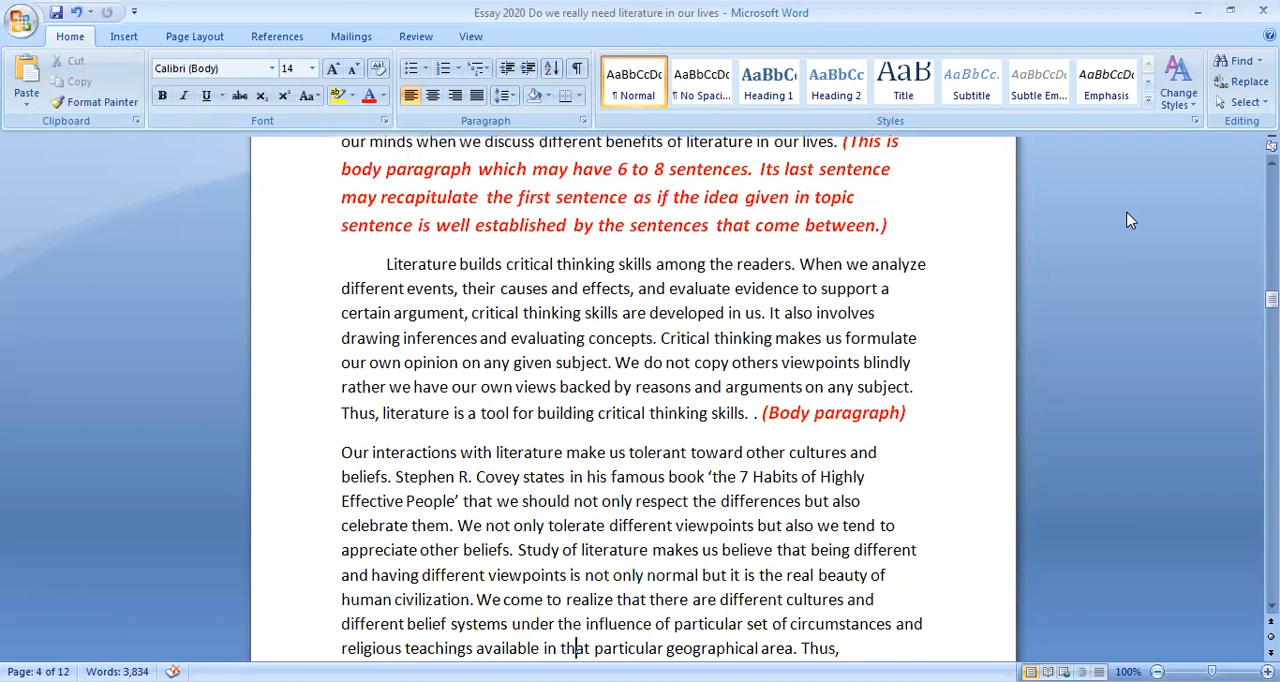 Essay 2020 Do we really need literature in our lives - Microsoft Word
Home Insert Page Layout References Mailings Review View
Paste
Cut
Copy
Format Painter
Clipboard
Calibri (Body) 14
Font
Paragraph
AaBbCcDc AaBbCcDc AaBbC AaBbCc AaB AaBbCc. AaBbCcDc AaBbCcDc
¶ Normal ¶ No Spaci... Heading 1 Heading 2 Title Subtitle Subtle Em... Emphasis
Styles
Change Styles
Find
Replace
Select
Editing
our minds when we discuss different benefits of literature in our lives. (This is
body paragraph which may have 6 to 8 sentences. Its last sentence
may recapitulate the first sentence as if the idea given in topic
sentence is well established by the sentences that come between.)
Literature builds critical thinking skills among the readers. When we analyze
different events, their causes and effects, and evaluate evidence to support a
certain argument, critical thinking skills are developed in us. It also involves
drawing inferences and evaluating concepts. Critical thinking makes us formulate
our own opinion on any given subject. We do not copy others viewpoints blindly
rather we have our own views backed by reasons and arguments on any subject.
Thus, literature is a tool for building critical thinking skills. . (Body paragraph)
Our interactions with literature make us tolerant toward other cultures and
beliefs. Stephen R. Covey states in his famous book ‘the 7 Habits of Highly
Effective People’ that we should not only respect the differences but also
celebrate them. We not only tolerate different viewpoints but also we tend to
appreciate other beliefs. Study of literature makes us believe that being different
and having different viewpoints is not only normal but it is the real beauty of
human civilization. We come to realize that there are different cultures and
different belief systems under the influence of particular set of circumstances and
religious teachings available in that particular geographical area. Thus,
Page: 4 of 12 Words: 3,834 100%